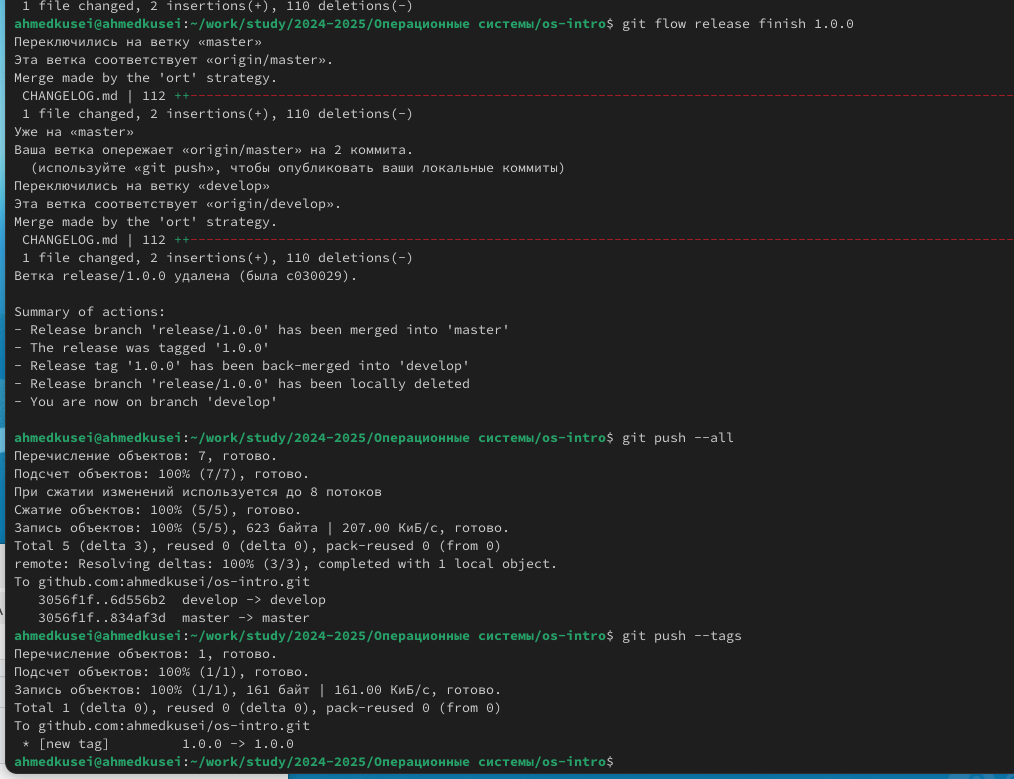 1 file changed, 2 insertions(+), 110 deletions(-)
ahmedkusei@ahmedkusei:~/work/study/2024-2025/Операционные системы/os-intro$ git flow release finish 1.0.0
Переключились на ветку «master»
Эта ветка соответствует «origin/master».
Merge made by the 'ort' strategy.
 CHANGELOG.md | 112 ++-----------------------------------------------------------------------------------------------------
 1 file changed, 2 insertions(+), 110 deletions(-)
Уже на «master»
Ваша ветка опережает «origin/master» на 2 коммита.
  (используйте «git push», чтобы опубликовать ваши локальные коммиты)
Переключились на ветку «develop»
Эта ветка соответствует «origin/develop».
Merge made by the 'ort' strategy.
 CHANGELOG.md | 112 ++-----------------------------------------------------------------------------------------------------
 1 file changed, 2 insertions(+), 110 deletions(-)
Ветка release/1.0.0 удалена (была c030029).
Summary of actions:
- Release branch 'release/1.0.0' has been merged into 'master'
- The release was tagged '1.0.0'
- Release tag '1.0.0' has been back-merged into 'develop'
- Release branch 'release/1.0.0' has been locally deleted
- You are now on branch 'develop'
ahmedkusei@ahmedkusei:~/work/study/2024-2025/Операционные системы/os-intro$ git push --all
Перечисление объектов: 7, готово.
Подсчет объектов: 100% (7/7), готово.
При сжатии изменений используется до 8 потоков
Сжатие объектов: 100% (5/5), готово.
Запись объектов: 100% (5/5), 623 байта | 207.00 КиБ/с, готово.
Total 5 (delta 3), reused 0 (delta 0), pack-reused 0 (from 0)
remote: Resolving deltas: 100% (3/3), completed with 1 local object.
To github.com:ahmedkusei/os-intro.git
   3056f1f..6d556b2  develop -> develop
   3056f1f..834af3d  master -> master
ahmedkusei@ahmedkusei:~/work/study/2024-2025/Операционные системы/os-intro$ git push --tags
Перечисление объектов: 1, готово.
Подсчет объектов: 100% (1/1), готово.
Запись объектов: 100% (1/1), 161 байт | 161.00 КиБ/с, готово.
Total 1 (delta 0), reused 0 (delta 0), pack-reused 0 (from 0)
To github.com:ahmedkusei/os-intro.git
 * [new tag]         1.0.0 -> 1.0.0
ahmedkusei@ahmedkusei:~/work/study/2024-2025/Операционные системы/os-intro$